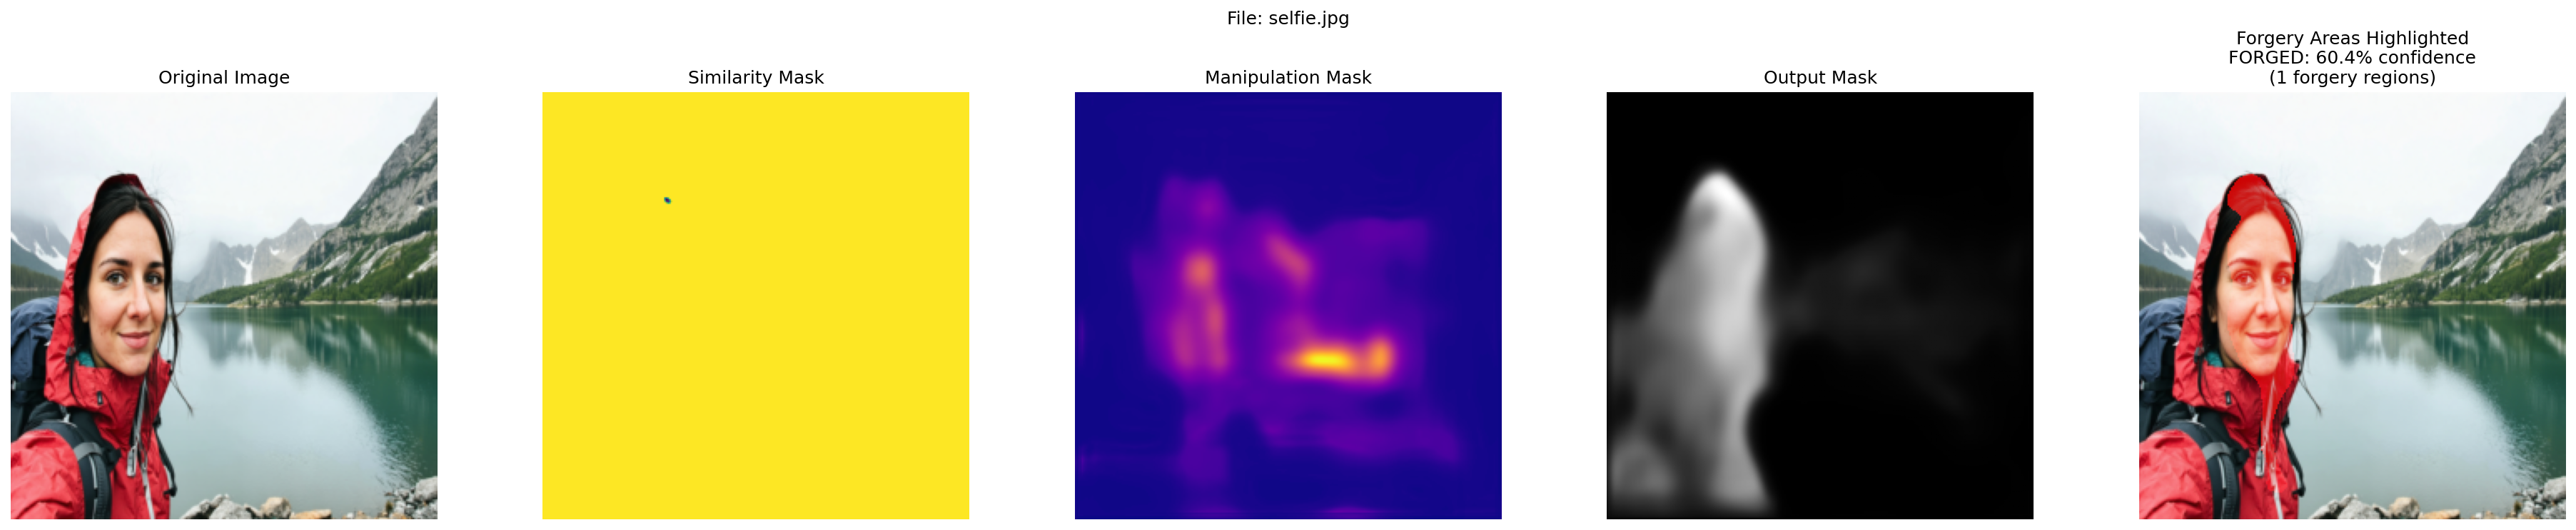 File: selfie.jpg
Original Image
Similarity Mask
Manipulation Mask
Output Mask
Forgery Areas Highlighted
FORGED: 60.4% confidence
(1 forgery regions)